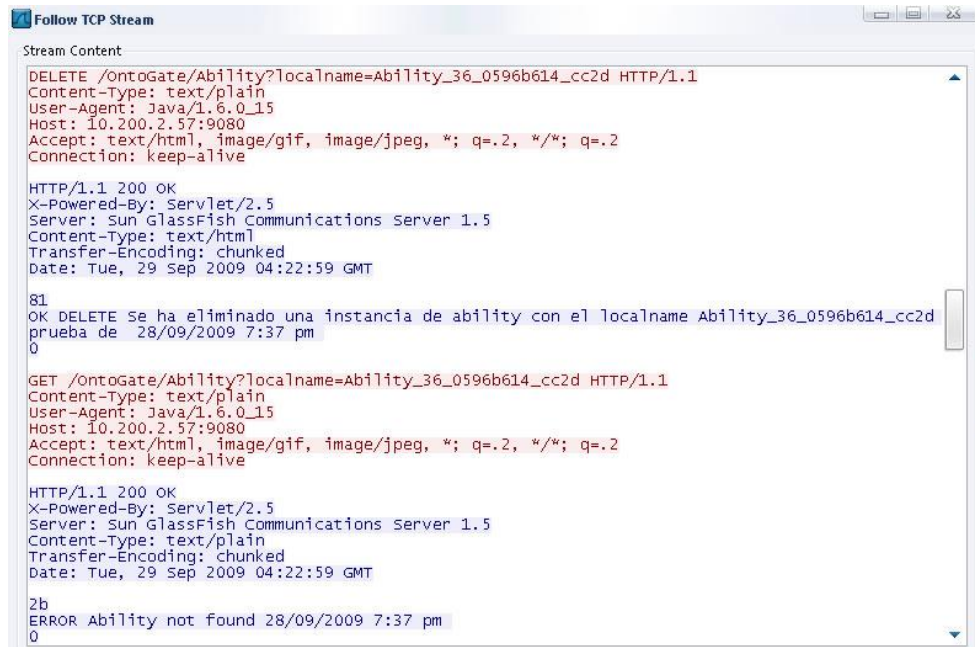 Follow TCP Stream
Stream Content
DELETE /OntoGate/Ability?localname=Ability_36_0596b614_cc2d HTTP/1.1
Content-Type: text/plain
User-Agent: Java/1.6.0_15
Host: 10.200.2.57:9080
Accept: text/html, image/gif, image/jpeg, *; q=.2, */*; q=.2
Connection: keep-alive
HTTP/1.1 200 OK
X-Powered-By: Servlet/2.5
Server: Sun GlassFish Communications Server 1.5
Content-Type: text/html
Transfer-Encoding: chunked
Date: Tue, 29 Sep 2009 04:22:59 GMT
81
OK DELETE Se ha eliminado una instancia de ability con el localname Ability_36_0596b614_cc2d
prueba de  28/09/2009 7:37 pm
0
GET /OntoGate/Ability?localname=Ability_36_0596b614_cc2d HTTP/1.1
Content-Type: text/plain
User-Agent: Java/1.6.0_15
Host: 10.200.2.57:9080
Accept: text/html, image/gif, image/jpeg, *; q=.2, */*; q=.2
Connection: keep-alive
HTTP/1.1 200 OK
X-Powered-By: Servlet/2.5
Server: Sun GlassFish Communications Server 1.5
Content-Type: text/plain
Transfer-Encoding: chunked
Date: Tue, 29 Sep 2009 04:22:59 GMT
2b
ERROR Ability not found 28/09/2009 7:37 pm
0